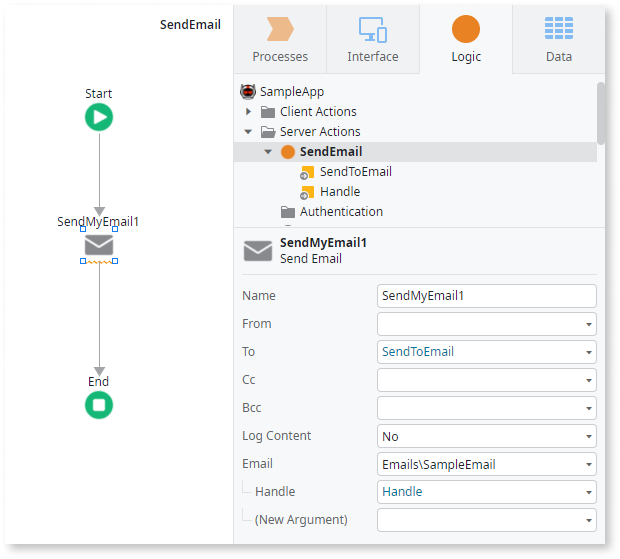 SendEmail
Start
SendMyEmail1
End
Processes
Interface
Logic
Data
SampleApp
Client Actions
Server Actions
SendEmail
SendToEmail
Handle
Authentication
SendMyEmail1
Send Email
Name SendMyEmail1
From
To SendToEmail
Cc
Bcc
Log Content No
Email Emails\SampleEmail
Handle Handle
(New Argument)